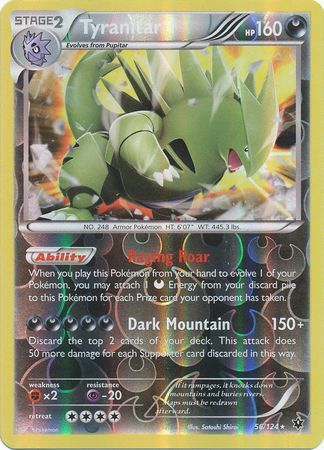 STAGE2
Tyranitar
HP160
Evolves from Pupitar
NO. 248 Armor Pokémon HT: 6'07" WT: 445.3 lbs.
Ability
Raging Roar
When you play this Pokémon from your hand to evolve 1 of your
Pokémon, you may attach Energy from your discard pile
to this Pokémon for each Prize card your opponent has taken.
Dark Mountain 150+
Discard the top 2 cards of your deck. This attack does
50 more damage for each Supporter card discarded in this way.
weakness
×2
resistance
-20
retreat
If it rampages, it knocks down
mountains and buries rivers.
Maps must be redrawn
afterward.
Illus. Satoshi Shirai
56/124 ★